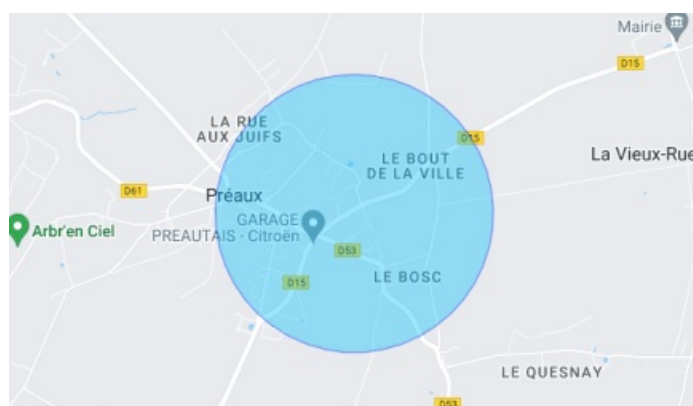 Mairie
D15
LA RUE
AUX JUIFS
D15
LE BOUT
DE LA VILLE
La Vieux-Rue
D61
Préaux
GARAGE
PREAUTAIS - Citroën
Arbr'en Ciel
D53
LE BOSC
D15
LE QUESNAY
D53